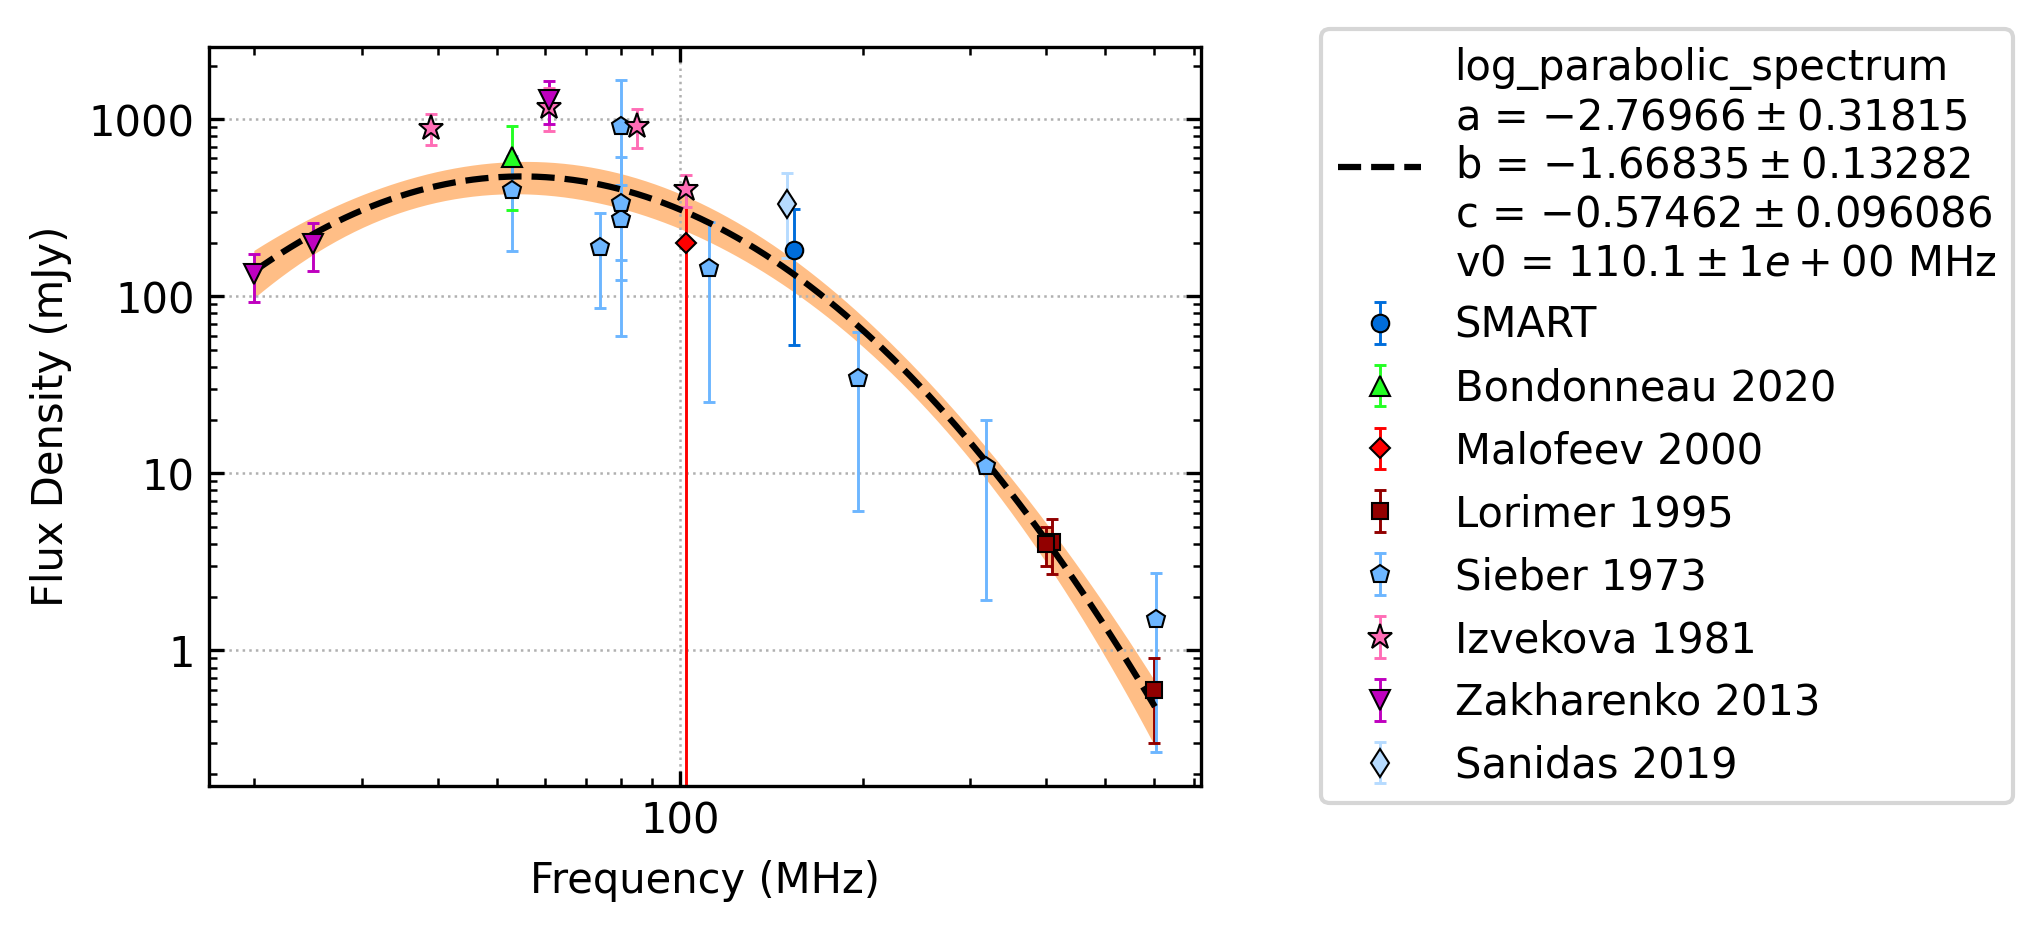 1000
100
10
1
Flux Density (mJy)
100
Frequency (MHz)
log_parabolic_spectrum
a = −2.76966 ± 0.31815
b = −1.66835 ± 0.13282
c = −0.57462 ± 0.096086
v0 = 110.1 ± 1e + 00 MHz
SMART
Bondonneau 2020
Malofeev 2000
Lorimer 1995
Sieber 1973
Izvekova 1981
Zakharenko 2013
Sanidas 2019